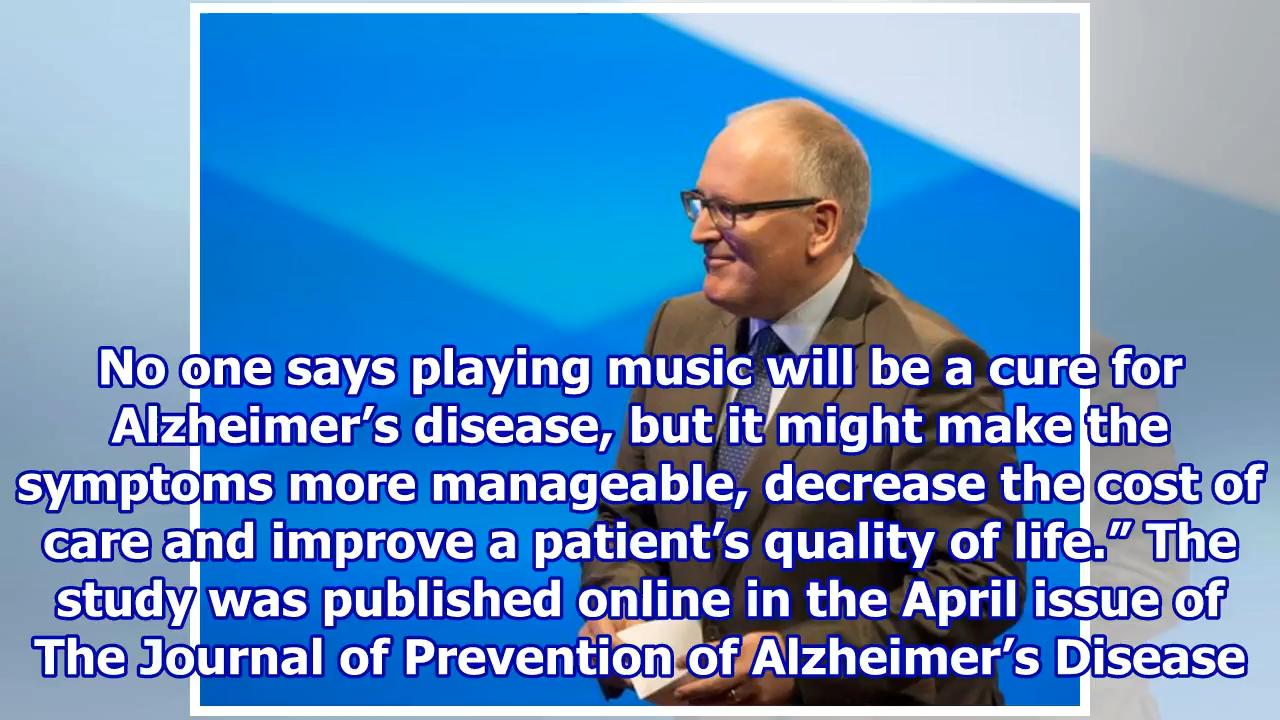 No one says playing music will be a cure for
Alzheimer’s disease, but it might make the
symptoms more manageable, decrease the cost of
care and improve a patient’s quality of life.” The
study was published online in the April issue of
The Journal of Prevention of Alzheimer’s Disease